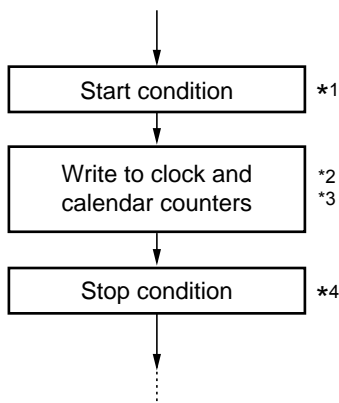 Start condition *1
Write to clock and *2
calendar counters *3
Stop condition *4